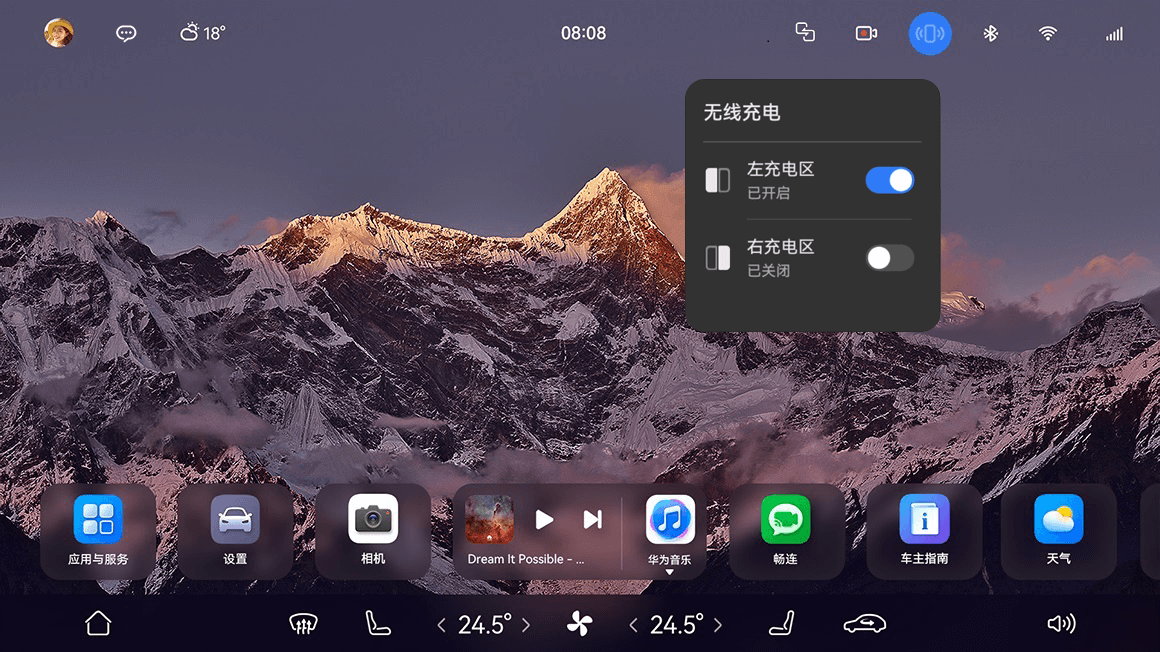 18°
08:08
无线充电
左充电区
已开启
右充电区
已关闭
应用与服务
设置
相机
Dream It Possible - ...
华为音乐
畅连
车主指南
天气
24.5°
24.5°